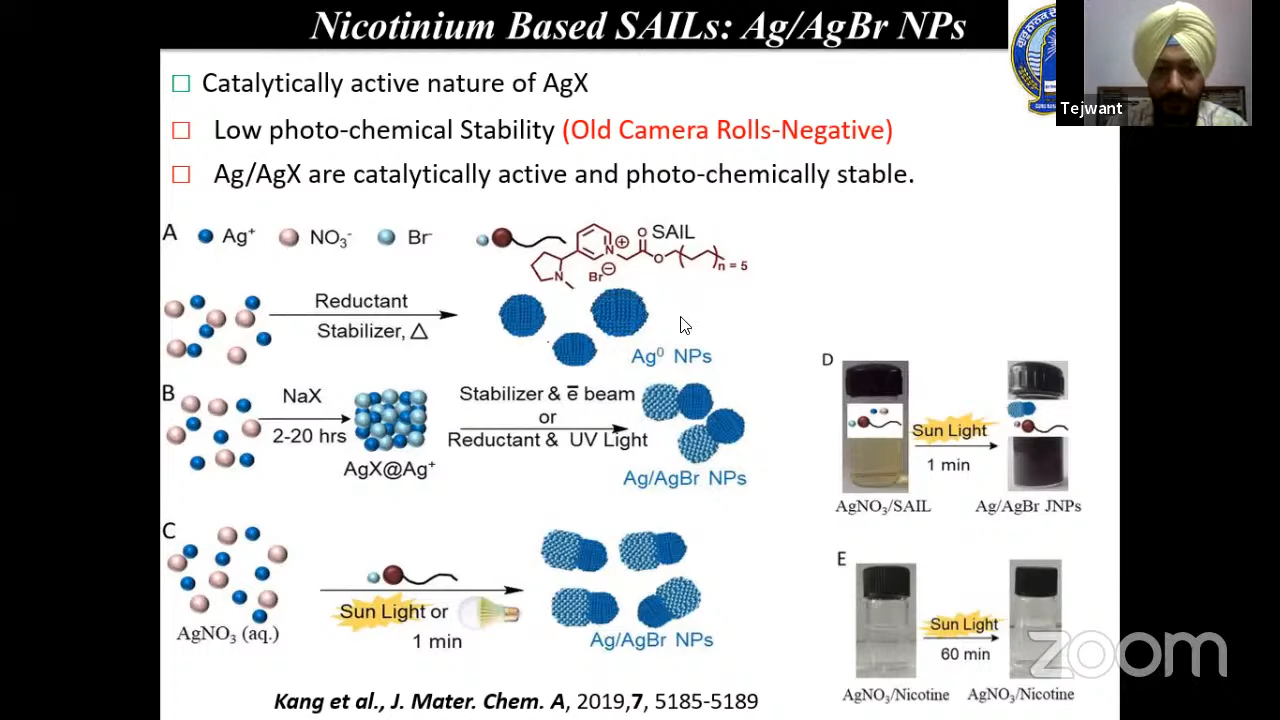 Nicotinium Based SAILs: Ag/AgBr NPs
Tejwant
Catalytically active nature of AgX
Low photo-chemical Stability (Old Camera Rolls-Negative)
Ag/AgX are catalytically active and photo-chemically stable.
A
Ag⁺
NO₃⁻
Br⁻
SAIL
O
N
⊕
O
n = 5
N
Br⊖
Reductant
Stabilizer, △
Ag⁰ NPs
B
NaX
2-20 hrs
AgX@Ag⁺
Stabilizer & e̅ beam
or
Reductant & UV Light
Ag/AgBr NPs
C
AgNO₃ (aq.)
Sun Light or
1 min
Ag/AgBr NPs
D
Sun Light
1 min
AgNO₃/SAIL
Ag/AgBr JNPs
E
Sun Light
60 min
AgNO₃/Nicotine
AgNO₃/Nicotine
zoom
Kang et al., J. Mater. Chem. A, 2019,7, 5185-5189